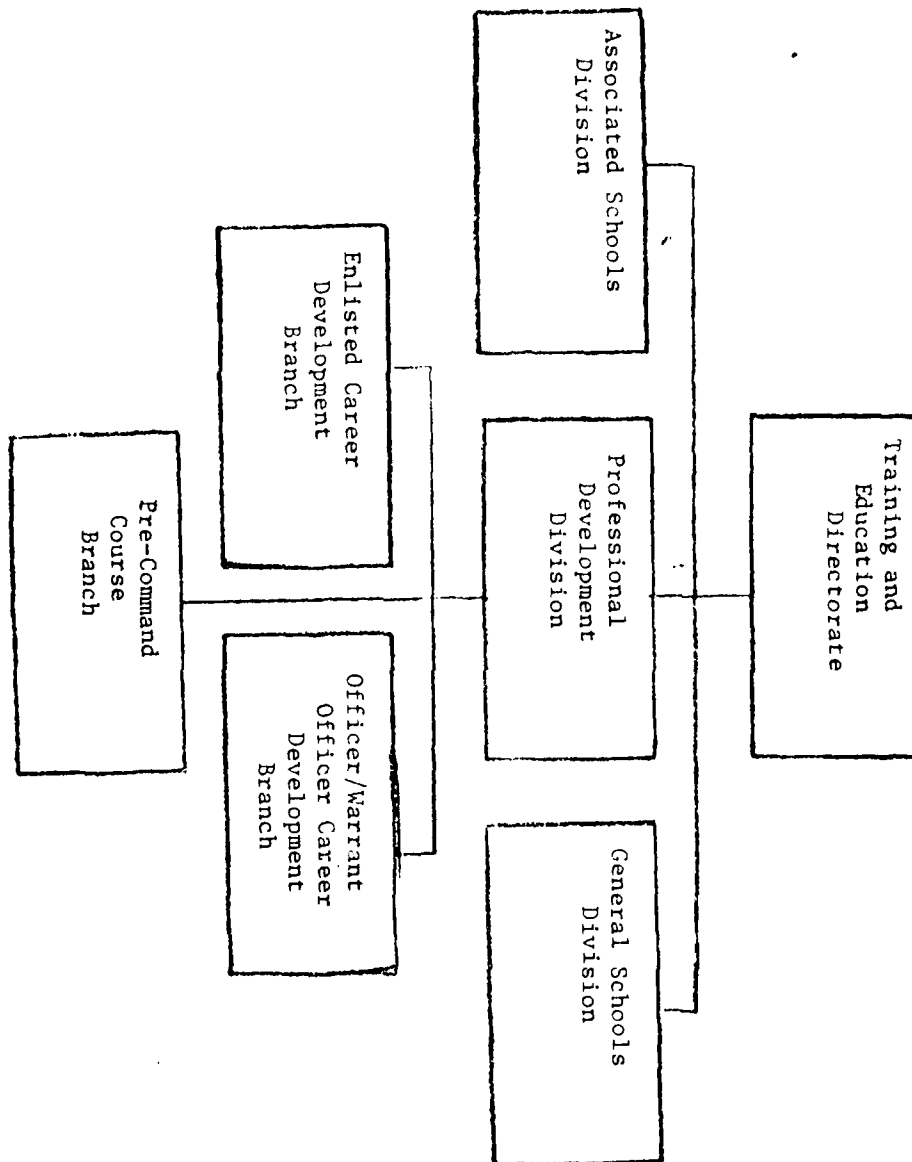 Training and
Education
Directorate
Associated Schools
Division
Professional
Development
Division
General Schools
Division
Enlisted Career
Development
Branch
Officer/Warrant
Officer Career
Development
Branch
Pre-Command
Course
Branch